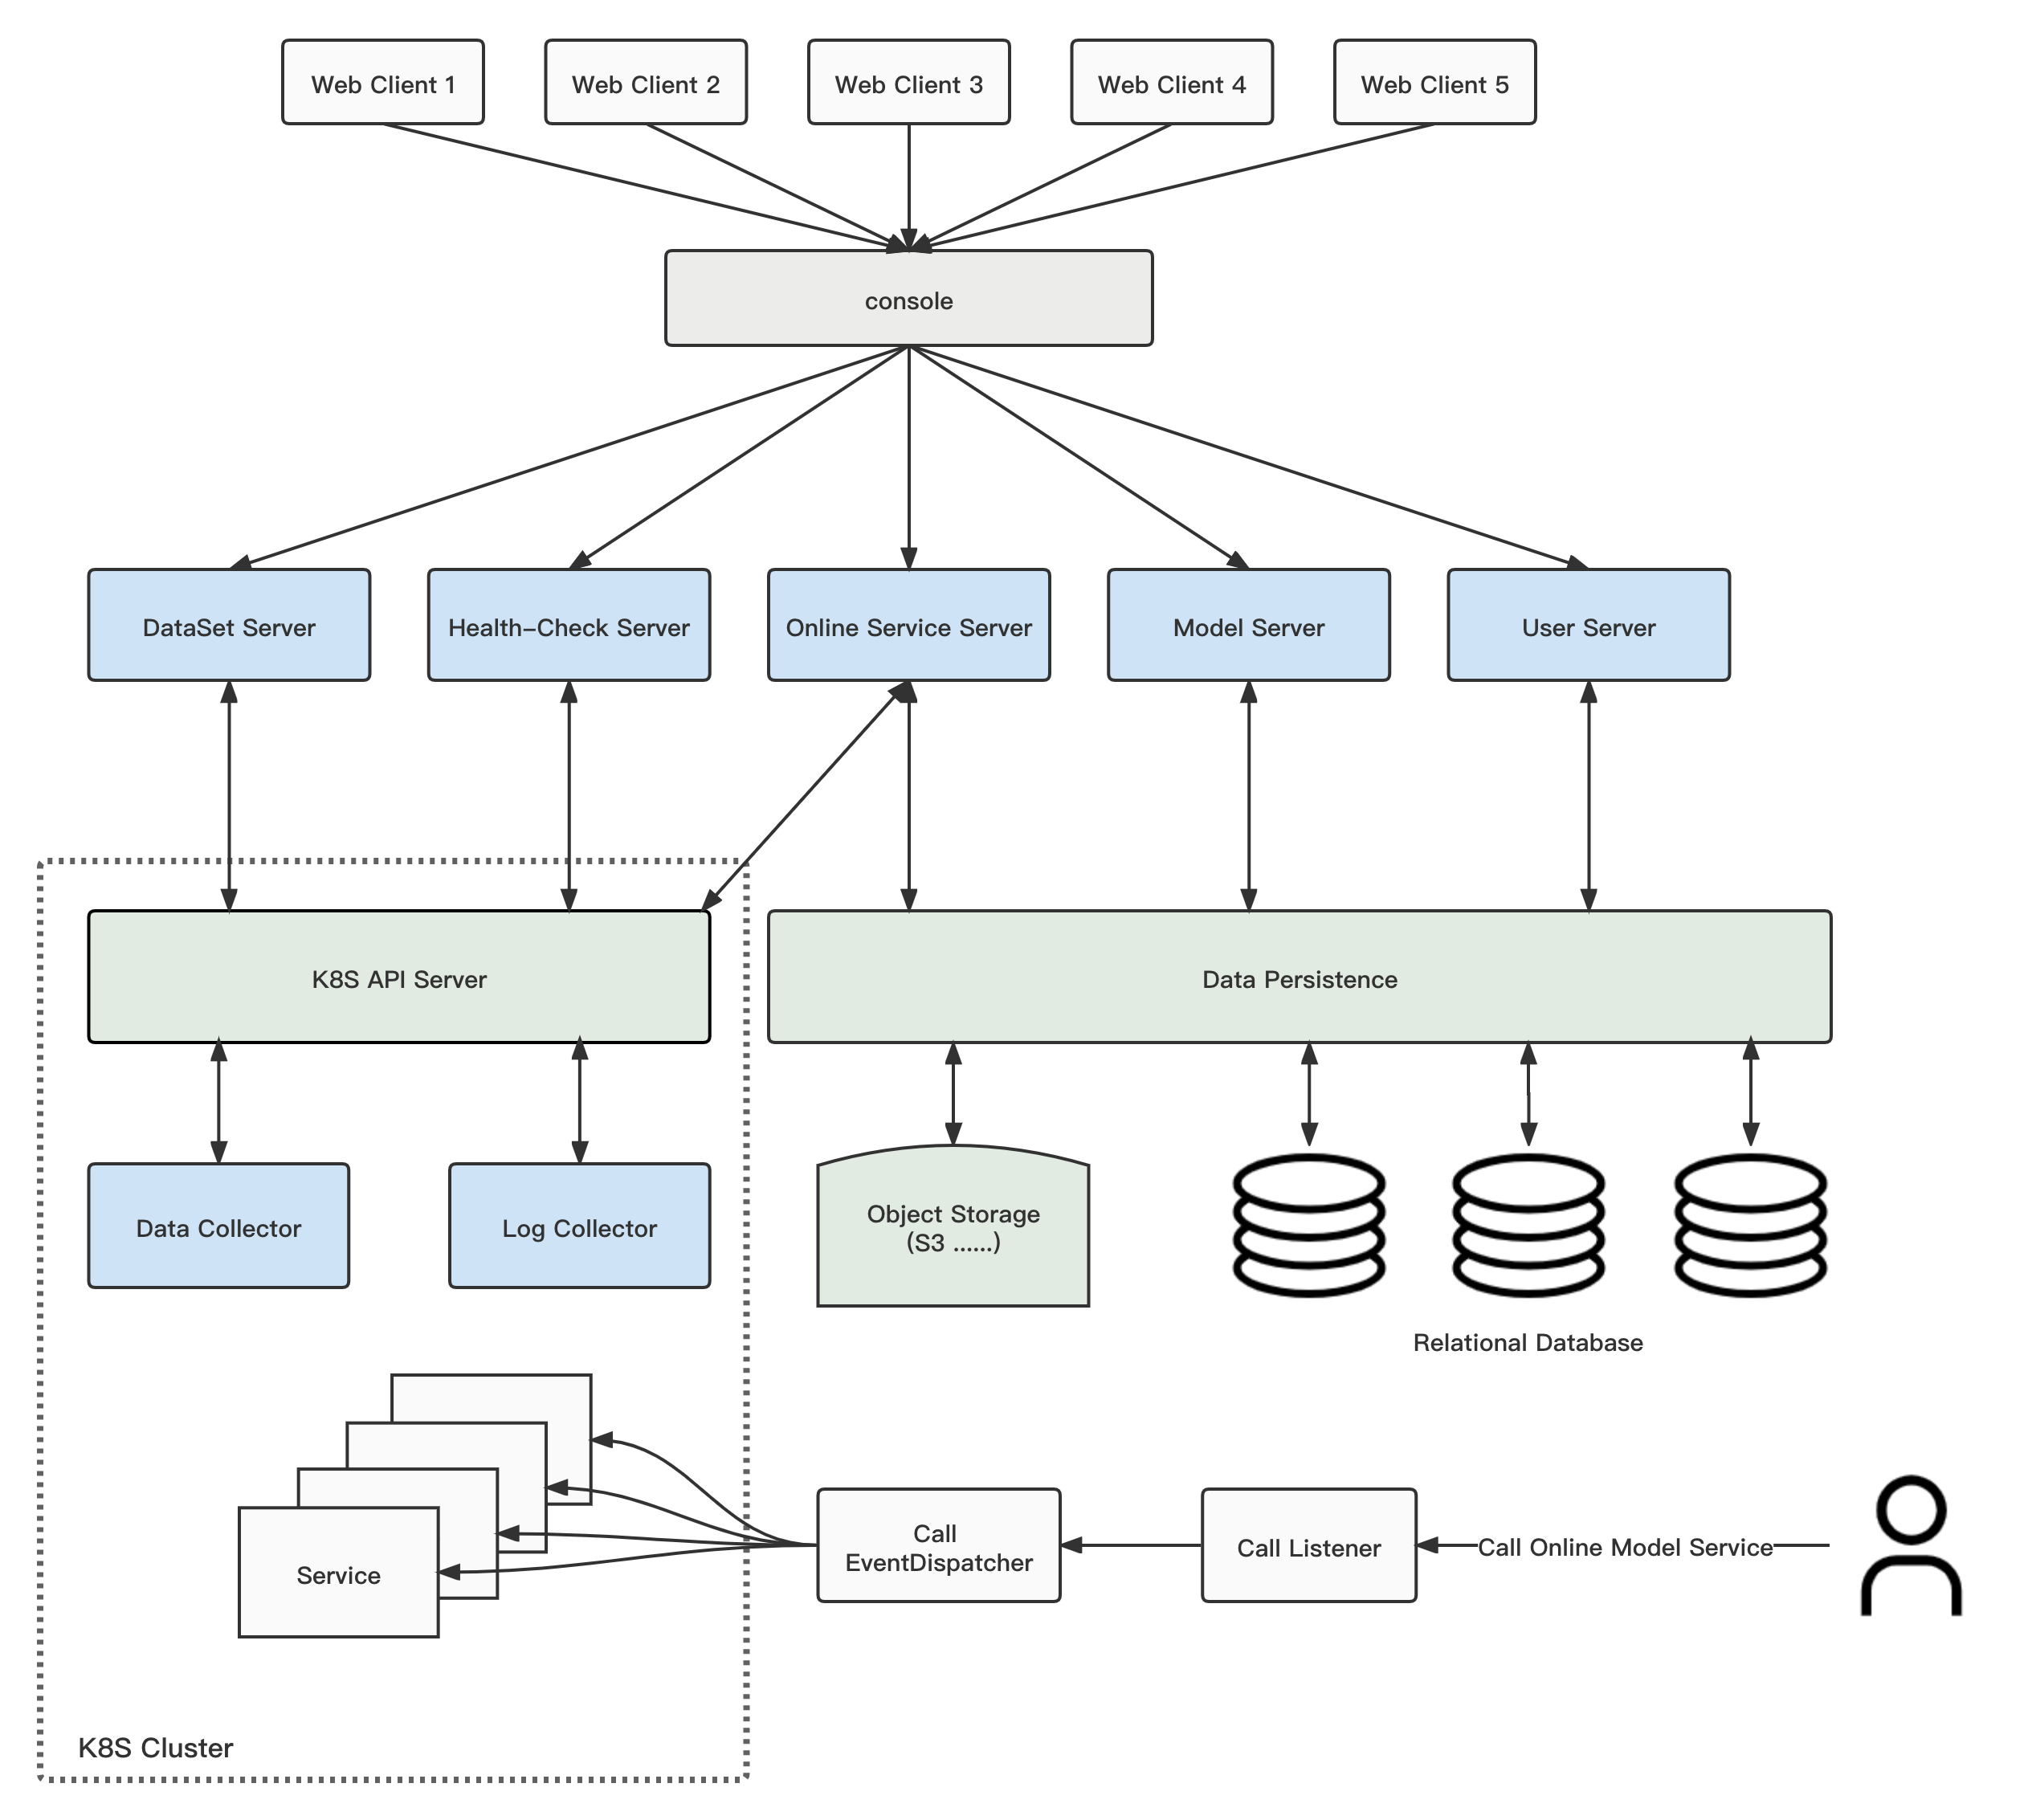 Web Client 1
Web Client 2
Web Client 3
Web Client 4
Web Client 5
console
DataSet Server
Health-Check Server
Online Service Server
Model Server
User Server
K8S API Server
Data Persistence
Data Collector
Log Collector
Object Storage
(S3 ......)
Relational Database
Service
Call
EventDispatcher
Call Listener
Call Online Model Service
K8S Cluster